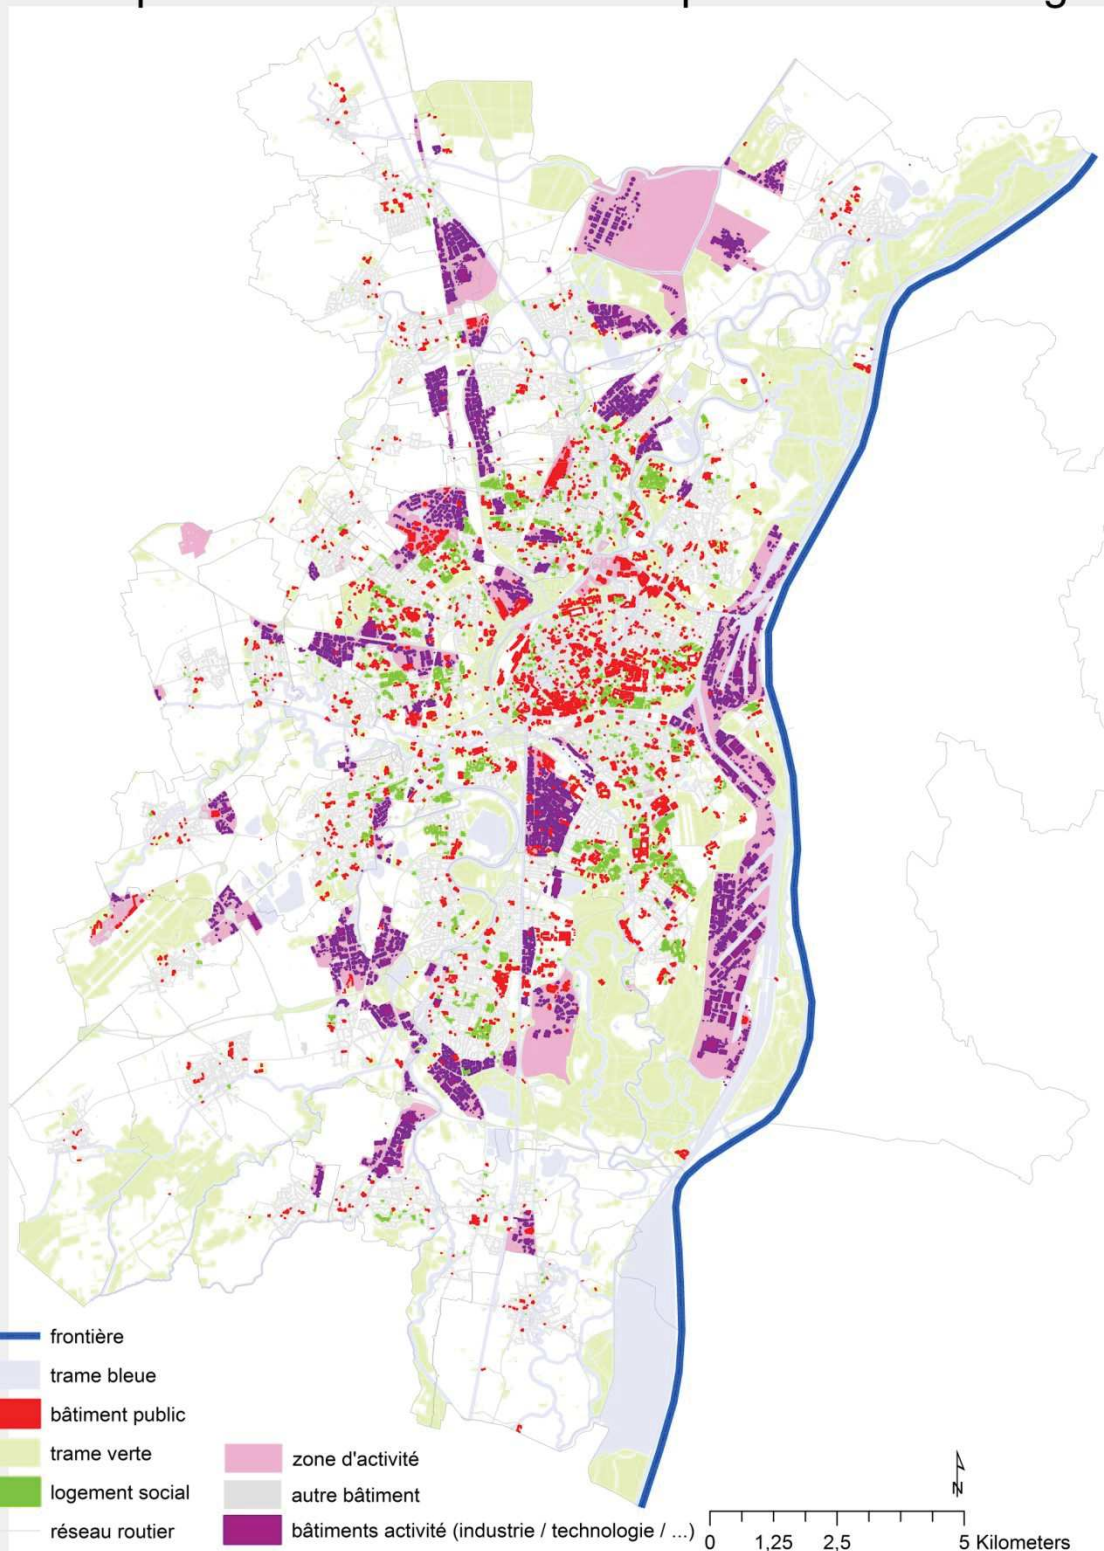 frontière
trame bleue
bâtiment public
trame verte
logement social
réseau routier
zone d'activité
autre bâtiment
bâtiments activité (industrie / technologie / ...)
N
0 1,25 2,5 5 Kilometers